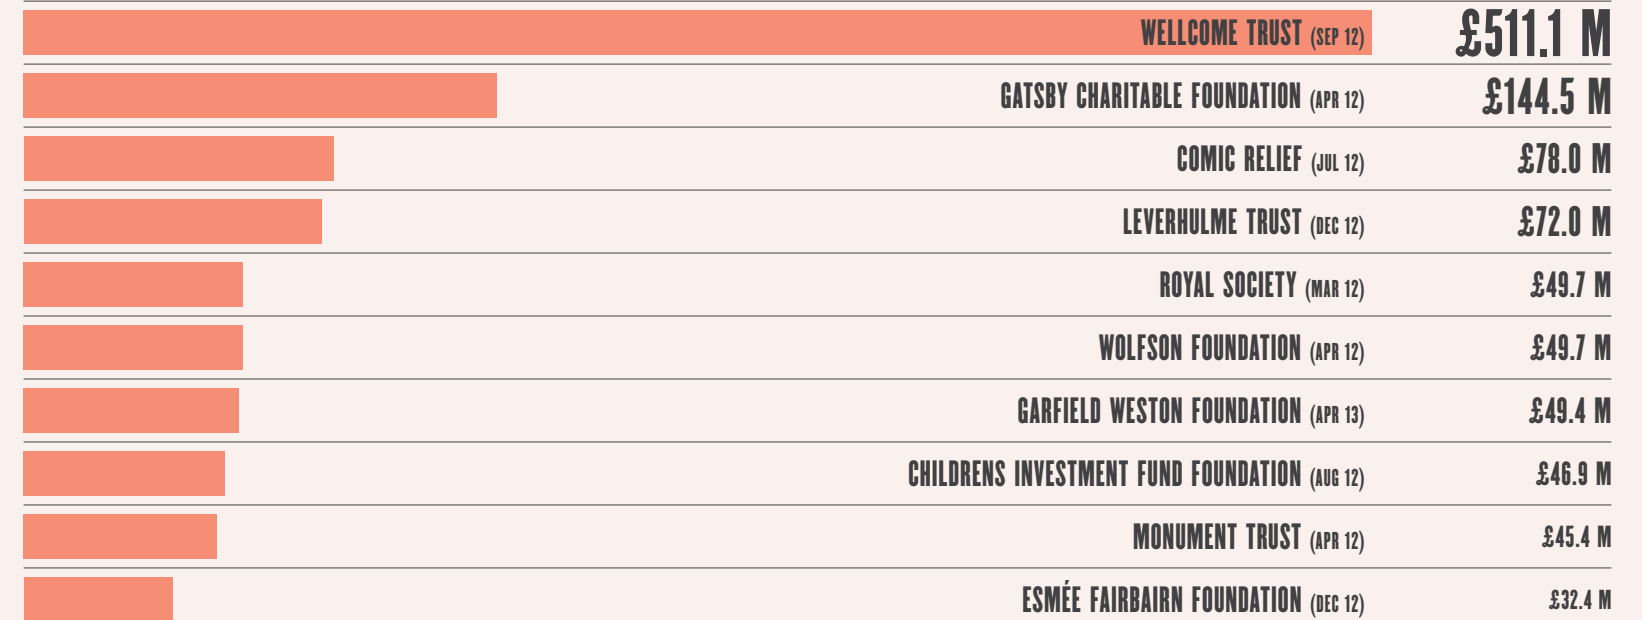 WELLCOME TRUST (SEP 12) £511.1 M
GATSBY CHARITABLE FOUNDATION (APR 12) £144.5 M
COMIC RELIEF (JUL 12) £78.0 M
LEVERHULME TRUST (DEC 12) £72.0 M
ROYAL SOCIETY (MAR 12) £49.7 M
WOLFSON FOUNDATION (APR 12) £49.7 M
GARFIELD WESTON FOUNDATION (APR 13) £49.4 M
CHILDRENS INVESTMENT FUND FOUNDATION (AUG 12) £46.9 M
MONUMENT TRUST (APR 12) £45.4 M
ESMÉE FAIRBAIRN FOUNDATION (DEC 12) £32.4 M